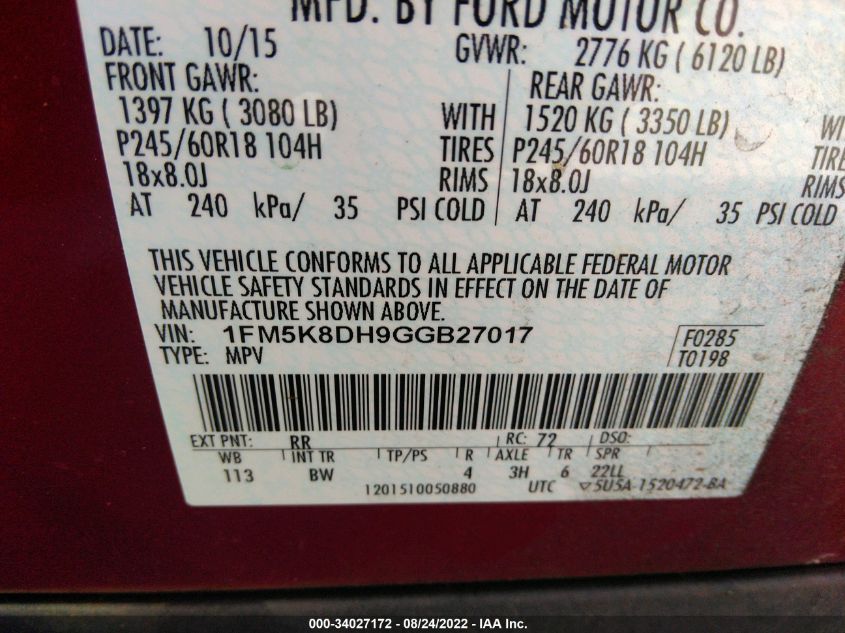 MFD. BY FORD MOTOR CO.
DATE: 10/15 GVWR: 2776 KG ( 6120 LB)
FRONT GAWR: REAR GAWR:
1397 KG ( 3080 LB) WITH 1520 KG ( 3350 LB)
P245/60R18 104H TIRES P245/60R18 104H TIRE
18x8.0J RIMS 18x8.0J RIMS
AT 240 kPa/ 35 PSI COLD AT 240 kPa/ 35 PSI COLD
THIS VEHICLE CONFORMS TO ALL APPLICABLE FEDERAL MOTOR
VEHICLE SAFETY STANDARDS IN EFFECT ON THE DATE OF
MANUFACTURE SHOWN ABOVE.
VIN: 1FM5K8DH9GGB27017 F0285
TYPE: MPV T0198
EXT PNT: RR RC: 72 DSO:
WB INT TR TP/PS R AXLE TR SPR
113 BW 4 3H 6 22LL
1201510050880 UTC ▽5U5A-1520472-BA
000-34027172 - 08/24/2022 - IAA Inc.